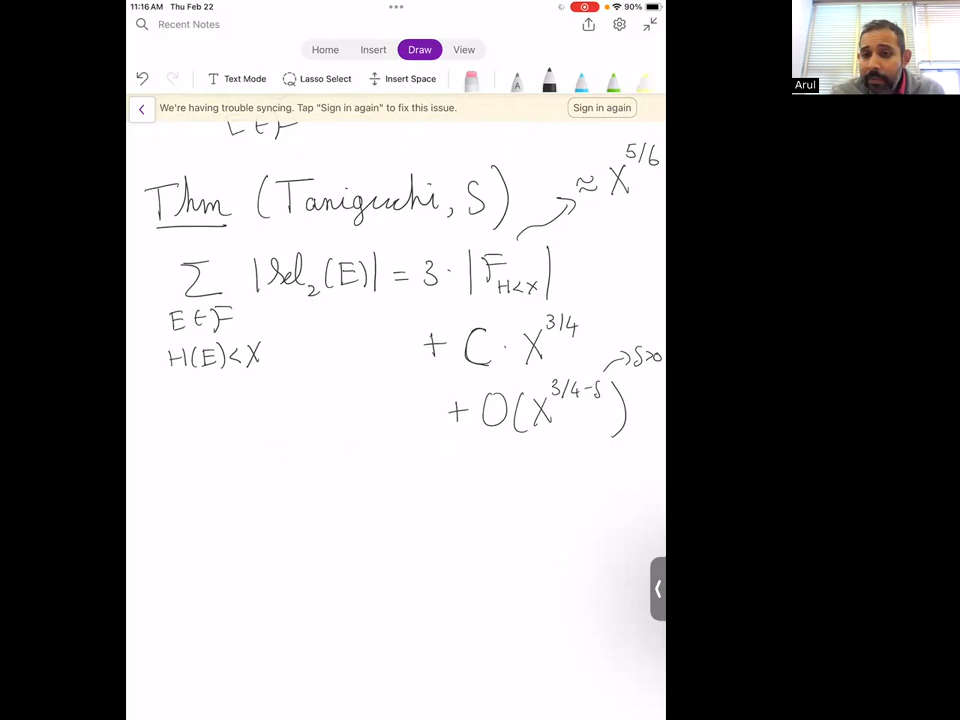 11:16 AM Thu Feb 22
90%
Recent Notes
Home Insert Draw View
Text Mode Lasso Select Insert Space
We're having trouble syncing. Tap "Sign in again" to fix this issue. Sign in again
Arul
E ∈ F
Thm (Taniguchi, S) ≈ X^{5/6}
∑ |Sel_2(E)| = 3 · |F_{H<X}|
E ∈ F
H(E) < X
+ C · X^{3/4}
+ O(X^{3/4-δ}) → δ>0